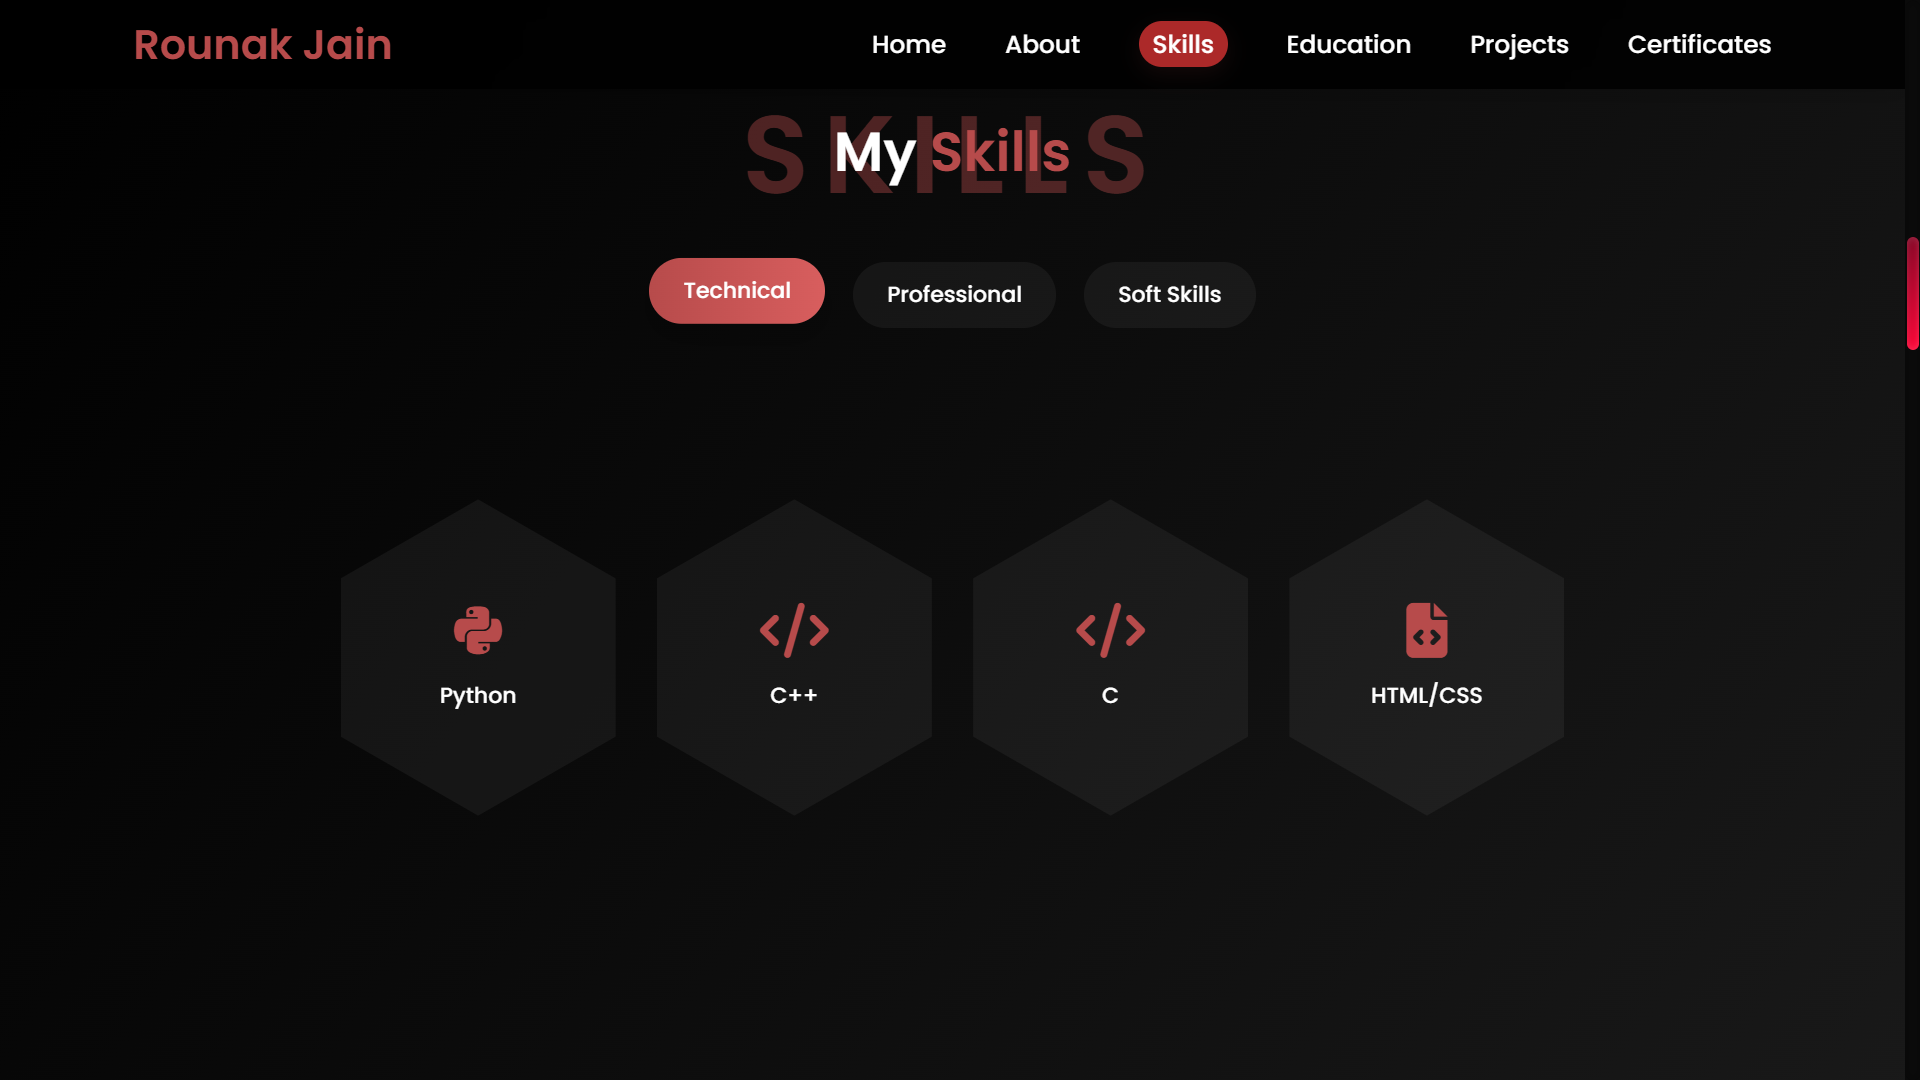 Rounak Jain Home About Skills Education Projects Certificates
SKILLS
My Skills
Technical Professional Soft Skills
Python C++ C HTML/CSS